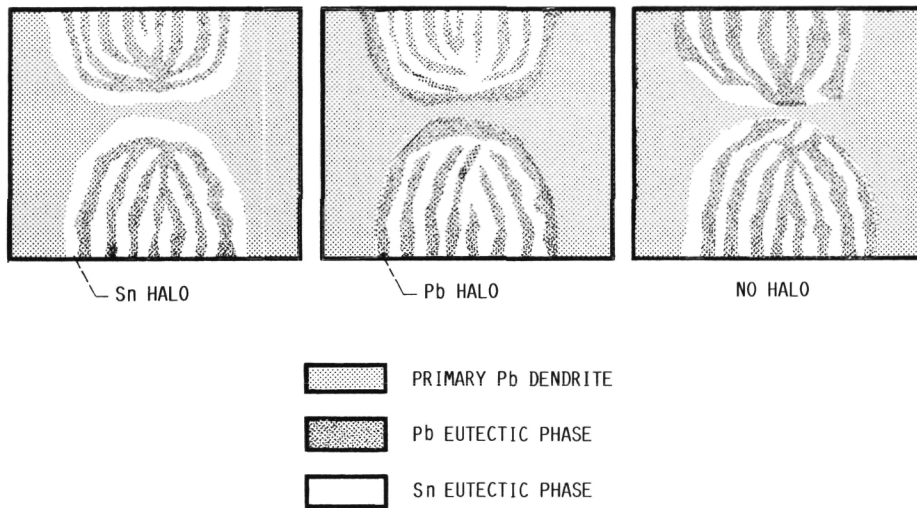 Sn HALO
Pb HALO
NO HALO
PRIMARY Pb DENDRITE
Pb EUTECTIC PHASE
Sn EUTECTIC PHASE